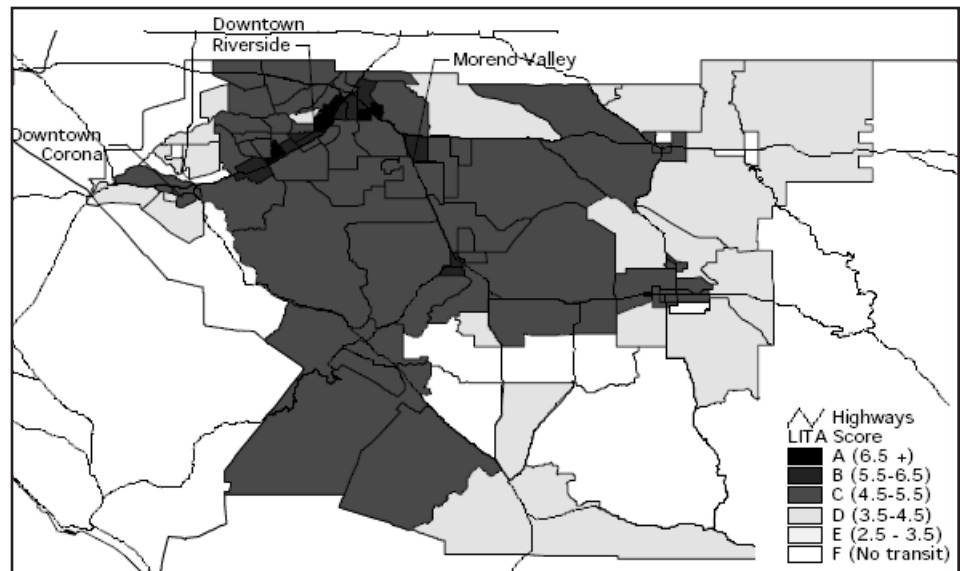 Downtown
Riverside
Moreno Valley
Downtown
Corona
Highways
LITA Score
A (6.5 +)
B (5.5-6.5)
C (4.5-5.5)
D (3.5-4.5)
E (2.5 - 3.5)
F (No transit)